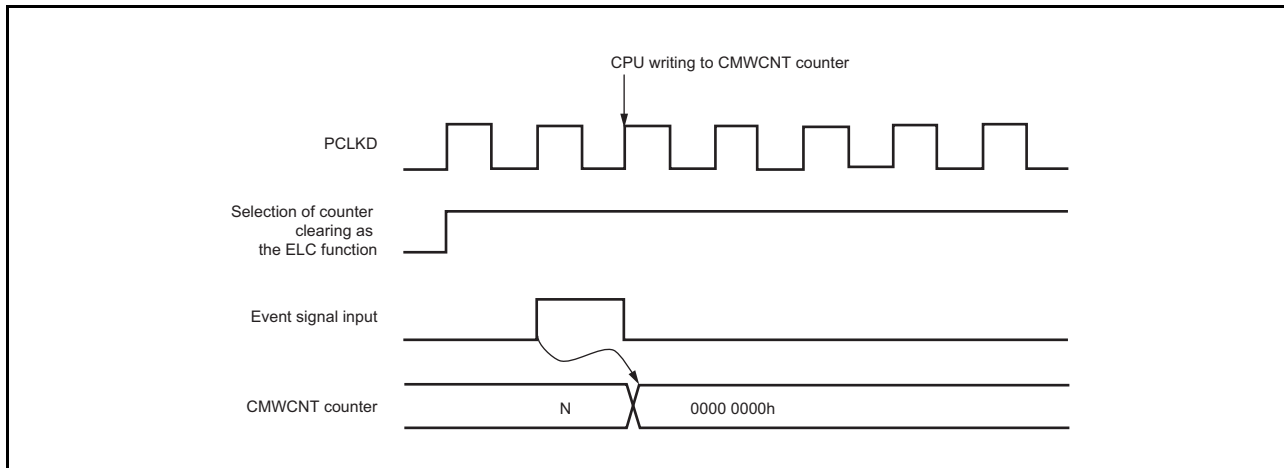 CPU writing to CMWCNT counter
PCLKD
Selection of counter
clearing as
the ELC function
Event signal input
CMWCNT counter
N
0000 0000h